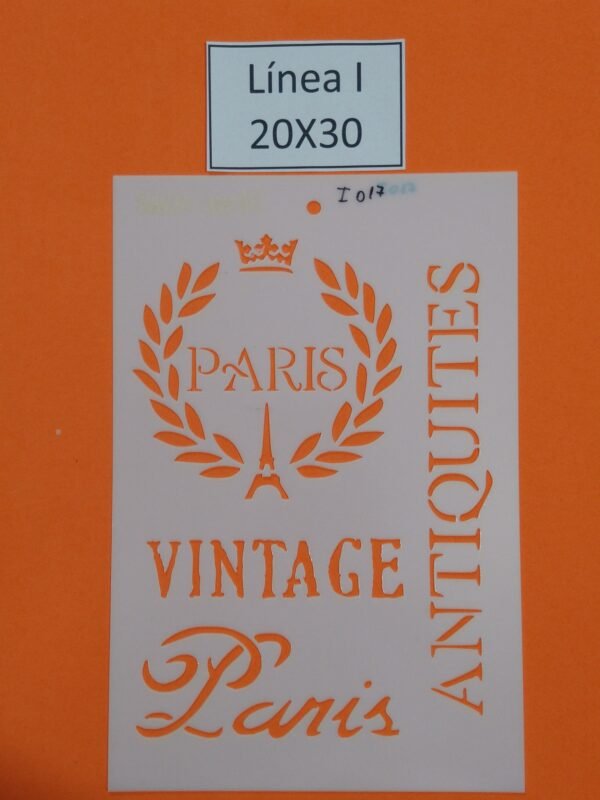 Línea I
20X30
I 017
PARIS
ANTIQUITES
VINTAGE
Paris